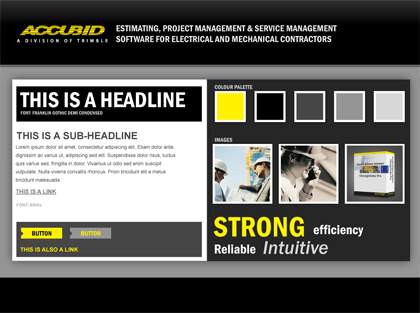 ACCUBID
A DIVISION OF TRIMBLE
ESTIMATING, PROJECT MANAGEMENT & SERVICE MANAGEMENT
SOFTWARE FOR ELECTRICAL AND MECHANICAL CONTRACTORS
THIS IS A HEADLINE
FONT: FRANKLIN GOTHIC DEMI CONDENSED
THIS IS A SUB-HEADLINE
Lorem ipsum dolor sit amet, consectetur adipiscing elit. Etiam dolor ante,
dignissim ac varius ut, adipiscing sed elit. Suspendisse dolor risus, luctus
quis varius sed, fringilla in dolor. Vivamus ut odio sed enim suscipit
vulputate. Nulla viverra convallis rhoncus. Proin tincidunt elit a metus
tincidunt malesuada.
THIS IS A LINK
FONT: ARIAL
BUTTON
BUTTON
THIS IS ALSO A LINK
COLOUR PALETTE
IMAGES
STRONG efficiency
Reliable Intuitive